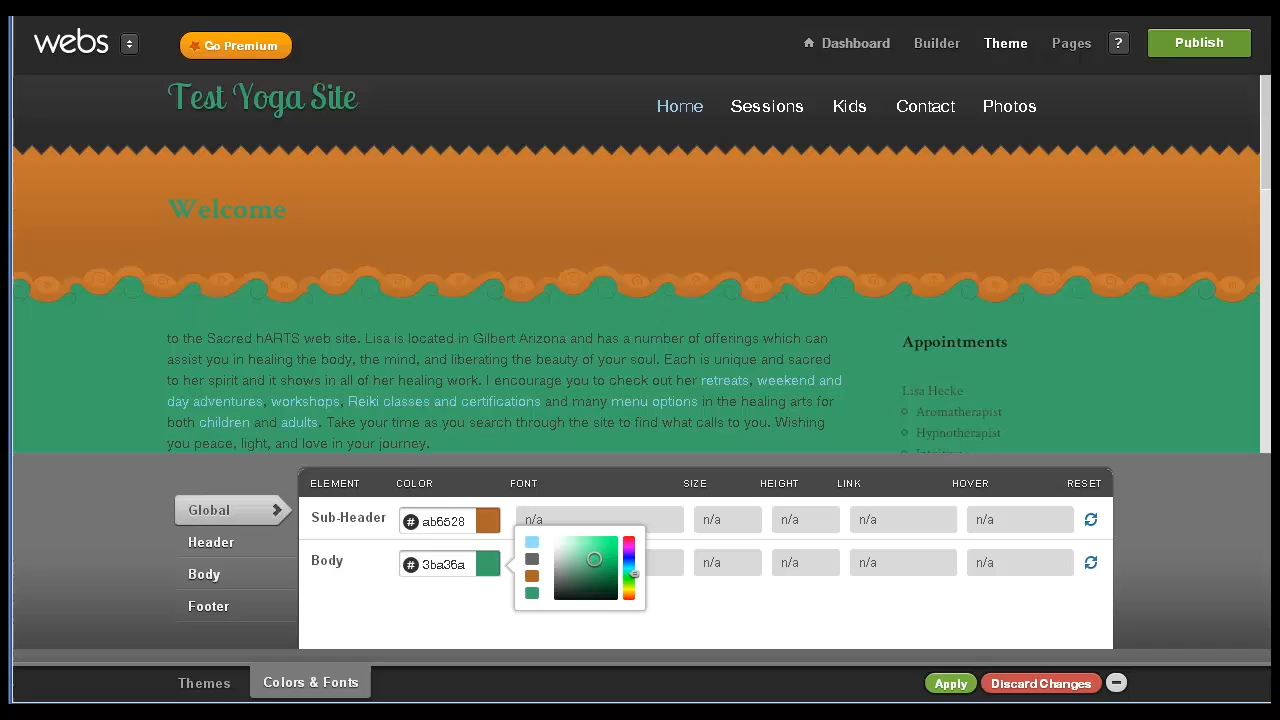 webs
Go Premium
Dashboard
Builder
Theme
Pages
?
Publish
Test Yoga Site
Home
Sessions
Kids
Contact
Photos
Welcome
to the Sacred hARTS web site. Lisa is located in Gilbert Arizona and has a number of offerings which can
assist you in healing the body, the mind, and liberating the beauty of your soul. Each is unique and sacred
to her spirit and it shows in all of her healing work. I encourage you to check out her retreats, weekend and
day adventures, workshops, Reiki classes and certifications and many menu options in the healing arts for
both children and adults. Take your time as you search through the site to find what calls to you. Wishing
you peace, light, and love in your journey.
Appointments
Lisa Hecke
Aromatherapist
Hypnotherapist
Global
Header
Body
Footer
ELEMENT COLOR FONT SIZE HEIGHT LINK HOVER RESET
Sub-Header # ab6528 n/a n/a n/a n/a n/a
Body # 3ba36a n/a n/a n/a n/a
Themes
Colors & Fonts
Apply
Discard Changes